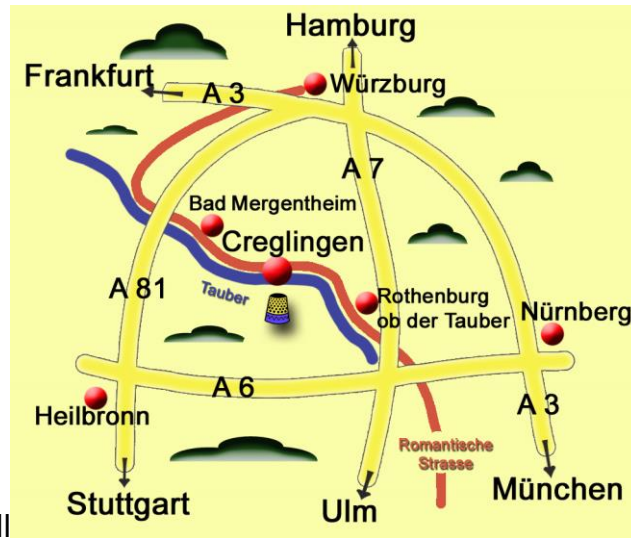 Hamburg
Frankfurt
A 3
Würzburg
A 7
Bad Mergentheim
Creglingen
A 81
Tauber
Rothenburg
ob der Tauber
Nürnberg
A 6
A 3
Heilbronn
Romantische
Strasse
Stuttgart
Ulm
München